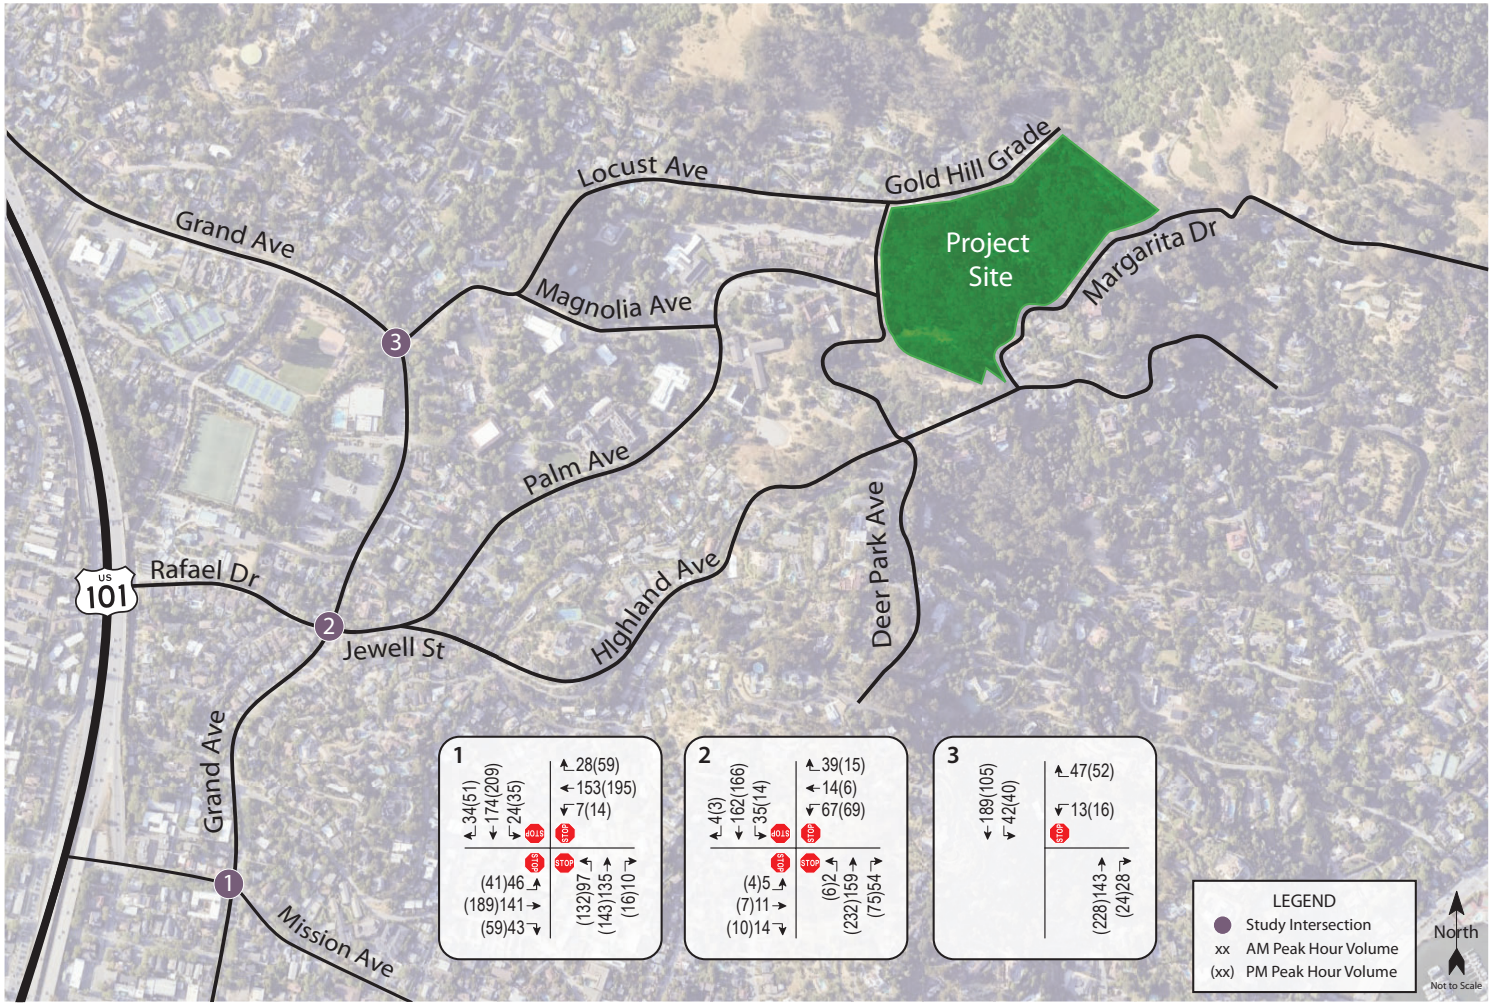 Locust Ave
Gold Hill Grade
Grand Ave
Project
Site
Margarita Dr
Magnolia Ave
3
Palm Ave
Deer Park Ave
US
101
Rafael Dr
2
Jewell St
HIghland Ave
Grand Ave
1
Mission Ave
1
34(51)
174(209)
24(35)
28(59)
153(195)
7(14)
STOP
STOP
STOP
STOP
(41)46
(189)141
(59)43
(132)97
(143)135
(16)10
2
4(3)
162(166)
35(14)
39(15)
14(6)
67(69)
STOP
STOP
STOP
STOP
(4)5
(7)11
(10)14
(6)2
(232)159
(75)54
3
189(105)
42(40)
47(52)
13(16)
STOP
(228)143
(24)28
LEGEND
Study Intersection
xx AM Peak Hour Volume
(xx) PM Peak Hour Volume
North
Not to Scale